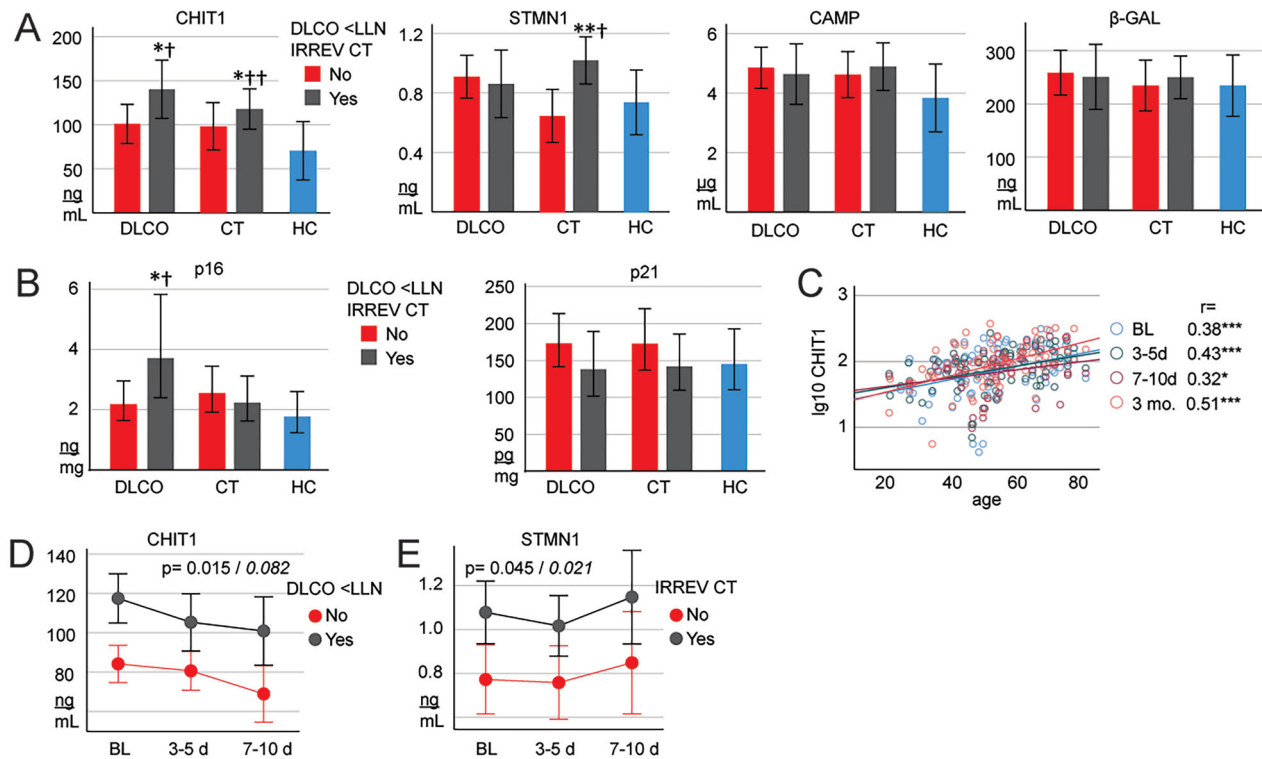 A
CHIT1
200
150
100
50
ng
mL
*†
*††
DLCO CT HC
DLCO <LLN
IRREV CT
No
Yes
STMN1
1.2
0.8
0.4
ng
mL
**†
DLCO CT HC
CAMP
6
4
2
µg
mL
DLCO CT HC
β-GAL
300
200
100
ng
mL
DLCO CT HC
B
p16
6
4
2
ng
mg
*†
DLCO CT HC
DLCO <LLN
IRREV CT
No
Yes
p21
250
200
150
100
50
pg
mg
DLCO CT HC
C
lg10 CHIT1
3
2
1
20 40 60 80
age
r=
BL 0.38***
3-5d 0.43***
7-10d 0.32*
3 mo. 0.51***
D
CHIT1
140
120
100
80
ng
mL
p= 0.015 / 0.082
BL 3-5 d 7-10 d
DLCO <LLN
No
Yes
E
STMN1
1.2
1.0
0.8
ng
mL
p= 0.045 / 0.021
BL 3-5 d 7-10 d
IRREV CT
No
Yes